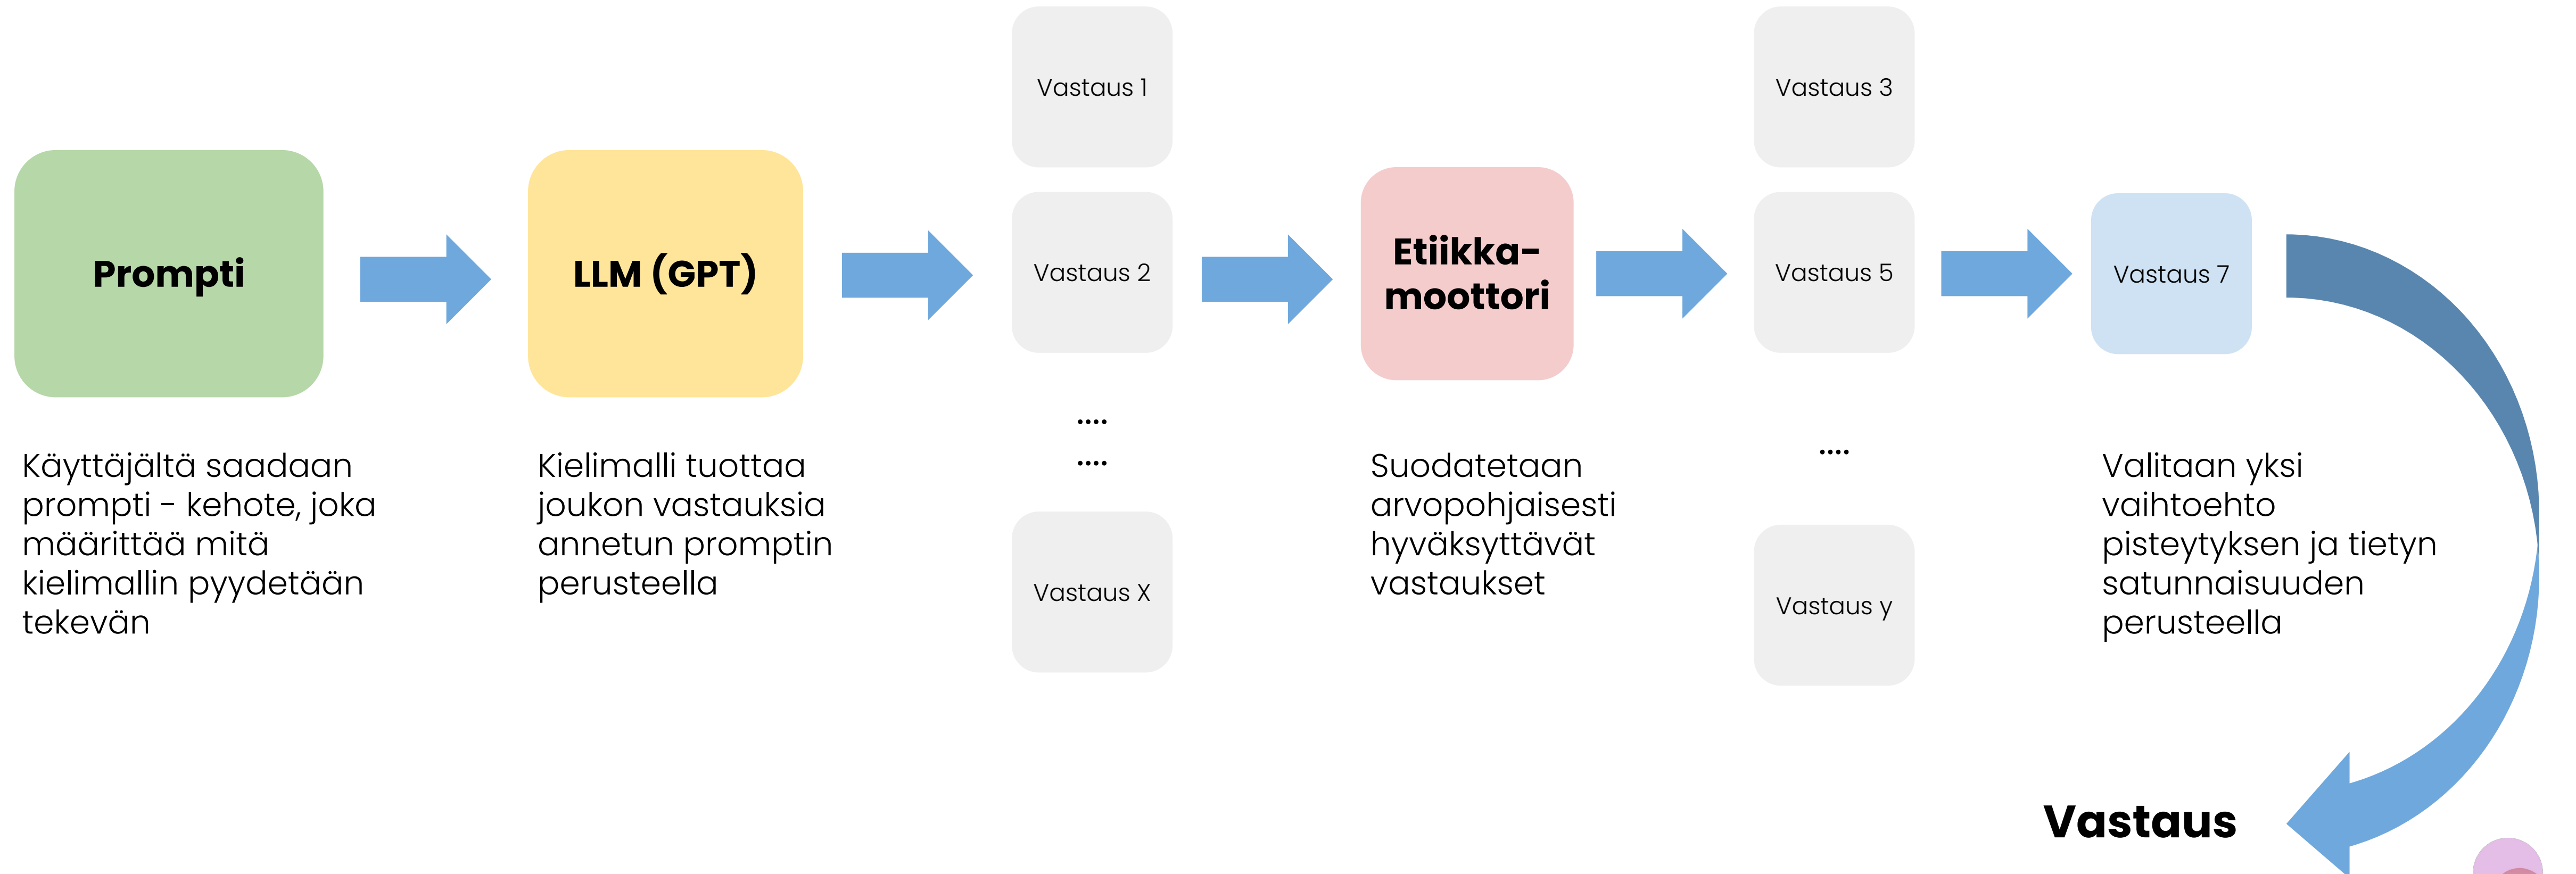 Prompti
Käyttäjältä saadaan
prompti - kehote, joka
määrittää mitä
kielimallin pyydetään
tekevän
LLM (GPT)
Kielimalli tuottaa
joukon vastauksia
annetun promptin
perusteella
Vastaus 1
Vastaus 2
....
....
Vastaus X
Etiikka-
moottori
Suodatetaan
arvopohjaisesti
hyväksyttävät
vastaukset
Vastaus 3
Vastaus 5
....
Vastaus y
Vastaus 7
Valitaan yksi
vaihtoehto
pisteytyksen ja tietyn
satunnaisuuden
perusteella
Vastaus